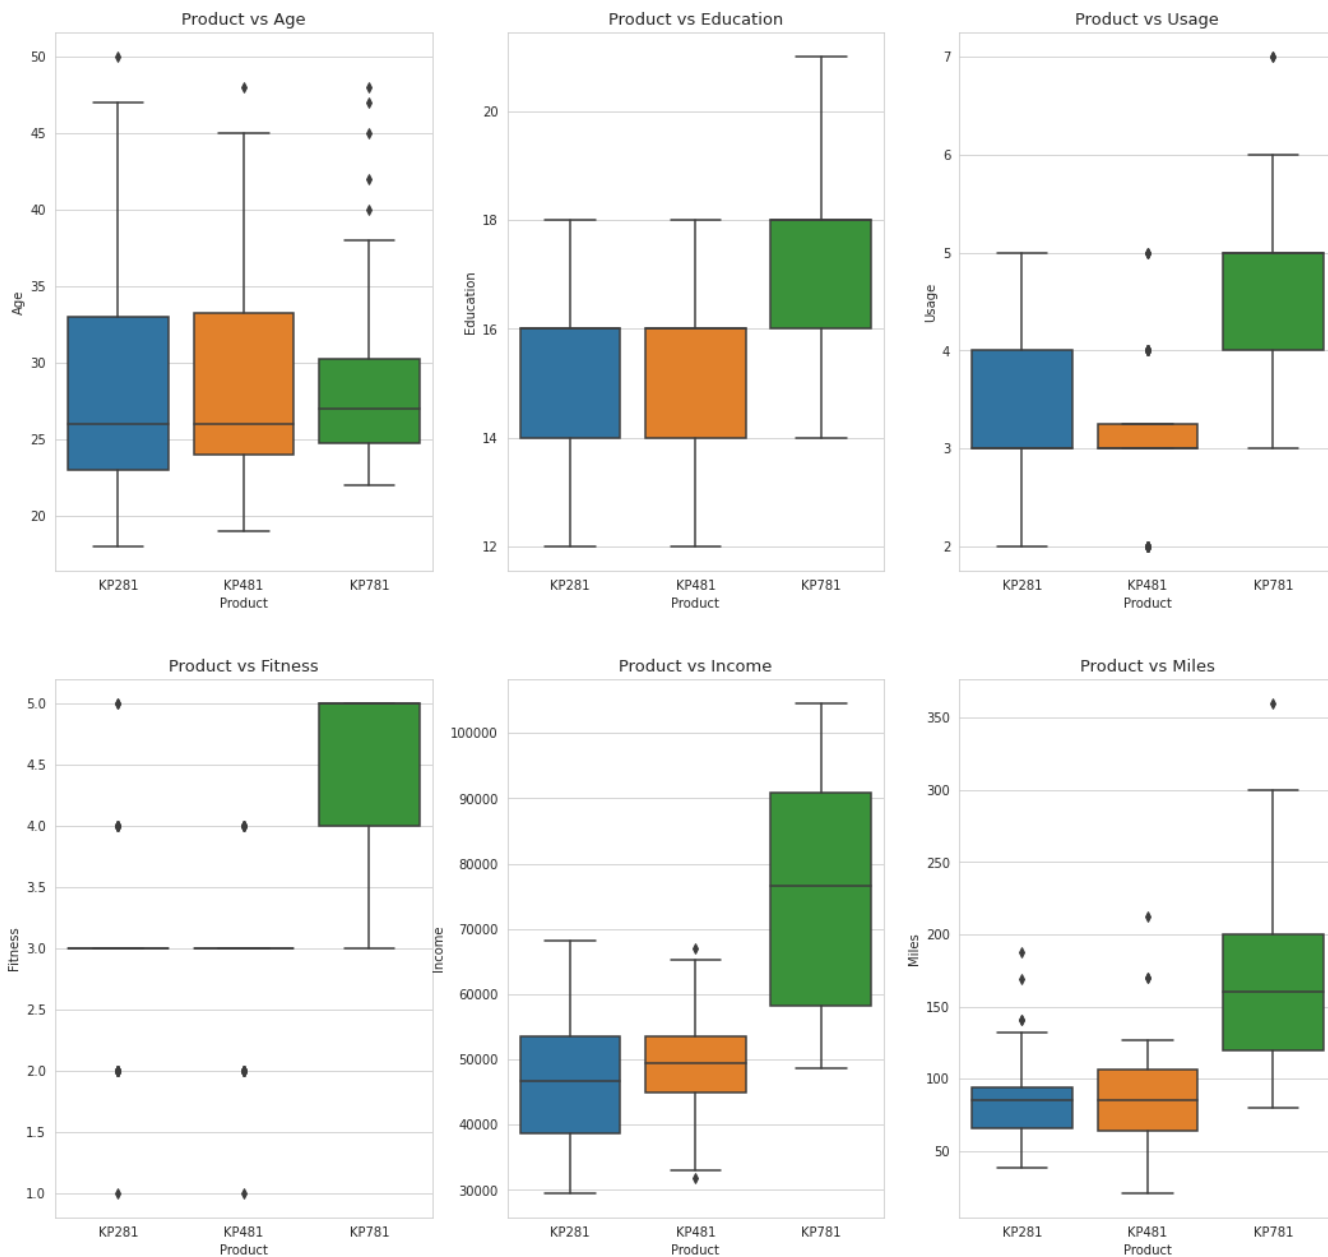 Product vs Age
50
45
40
35
30
25
20
Age
KP281 KP481 KP781
Product
Product vs Education
20
18
16
14
12
Education
KP281 KP481 KP781
Product
Product vs Usage
7
6
5
4
3
2
Usage
KP281 KP481 KP781
Product
Product vs Fitness
5.0
4.5
4.0
3.5
3.0
2.5
2.0
1.5
1.0
Fitness
KP281 KP481 KP781
Product
Product vs Income
100000
90000
80000
70000
60000
50000
40000
30000
Income
KP281 KP481 KP781
Product
Product vs Miles
350
300
250
200
150
100
50
Miles
KP281 KP481 KP781
Product